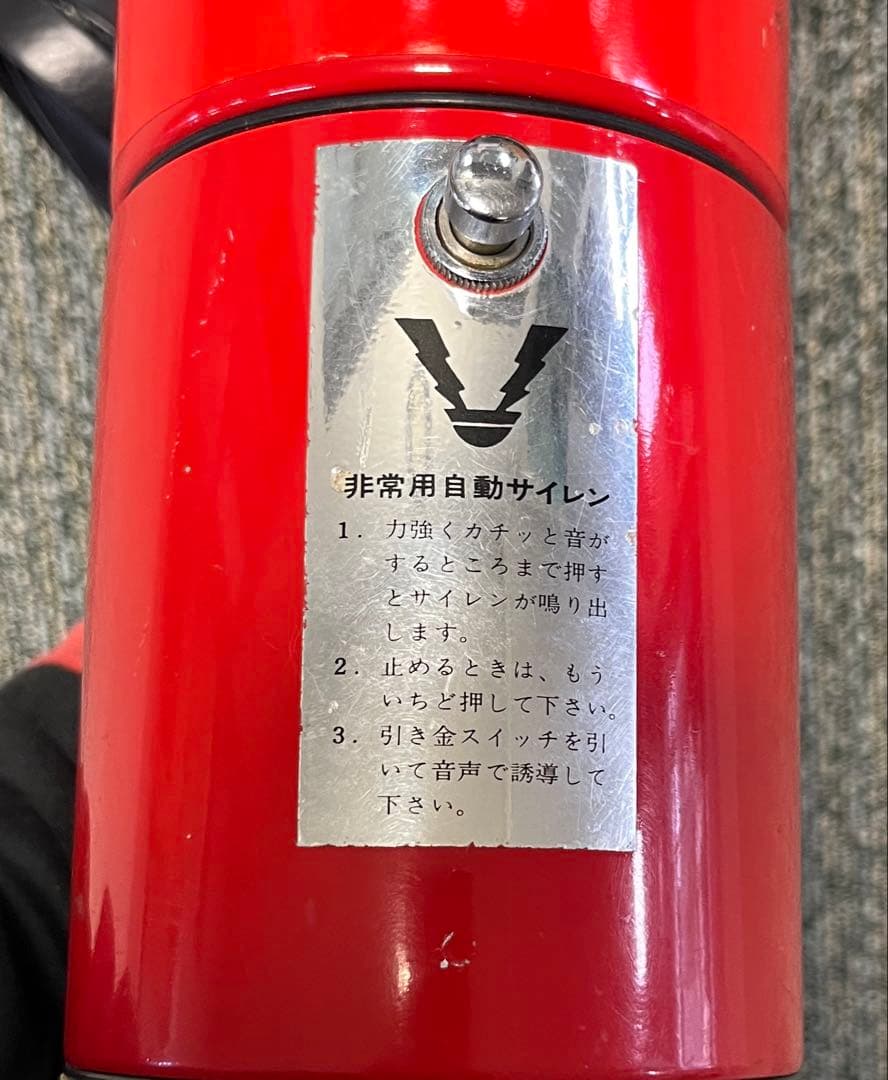 非常用自動サイレン
1. 力強くカチッと音が
するところまで押す
とサイレンが鳴り出
します。
2. 止めるときは、もう
いちど押して下さい。
3. 引き金スイッチを引
いて音声で誘導して
下さい。